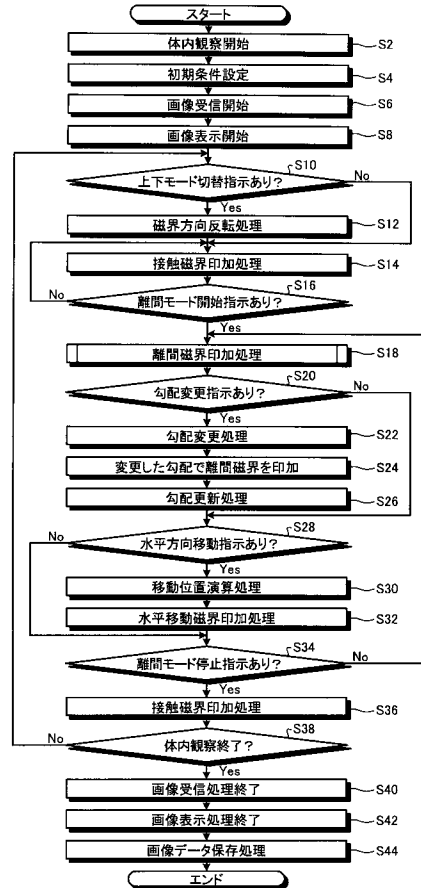 スタート
体内観察開始 S2
初期条件設定 S4
画像受信開始 S6
画像表示開始 S8
S10
上下モード切替指示あり? No
Yes
磁界方向反転処理 S12
接触磁界印加処理 S14
S16
No 離間モード開始指示あり?
Yes
離間磁界印加処理 S18
S20
勾配変更指示あり? No
Yes
勾配変更処理 S22
変更した勾配で離間磁界を印加 S24
勾配更新処理 S26
S28
No 水平方向移動指示あり?
Yes
移動位置演算処理 S30
水平移動磁界印加処理 S32
S34
離間モード停止指示あり? No
Yes
接触磁界印加処理 S36
S38
No 体内観察終了?
Yes
画像受信処理終了 S40
画像表示処理終了 S42
画像データ保存処理 S44
エンド